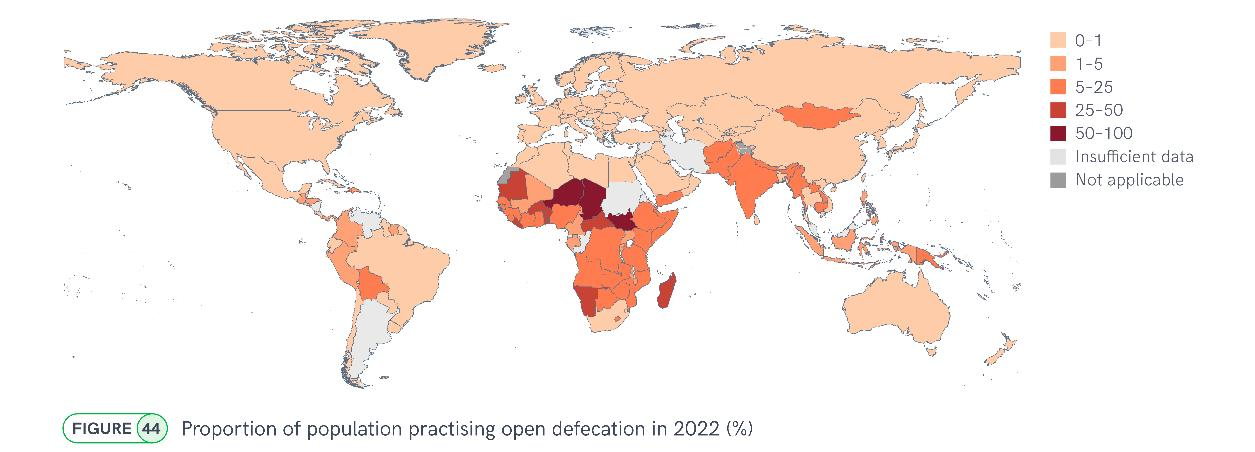 0–1
1–5
5–25
25–50
50–100
Insufficient data
Not applicable
FIGURE 44 Proportion of population practising open defecation in 2022 (%)